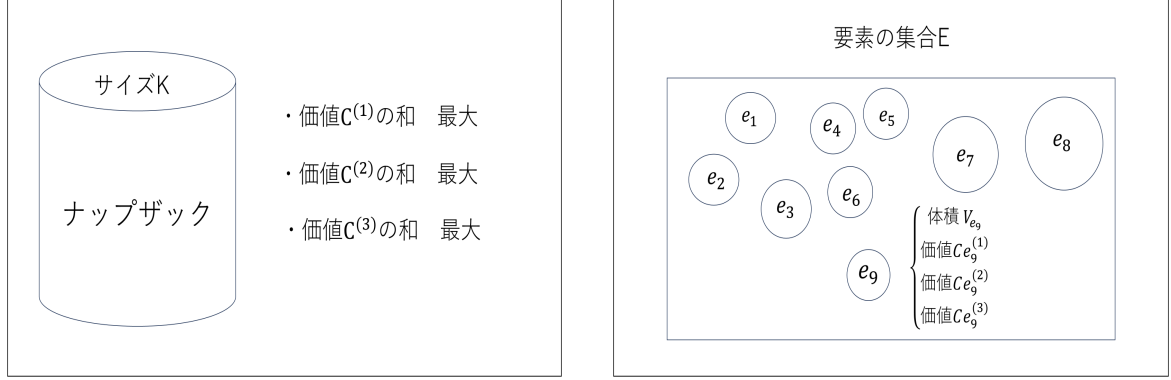 サイズK
ナップザック
・価値C⁽¹⁾の和　最大
・価値C⁽²⁾の和　最大
・価値C⁽³⁾の和　最大
要素の集合E
e₁
e₄
e₅
e₇
e₈
e₂
e₃
e₆
e₉
体積 V_{e₉}
価値Ce₉⁽¹⁾
価値Ce₉⁽²⁾
価値Ce₉⁽³⁾